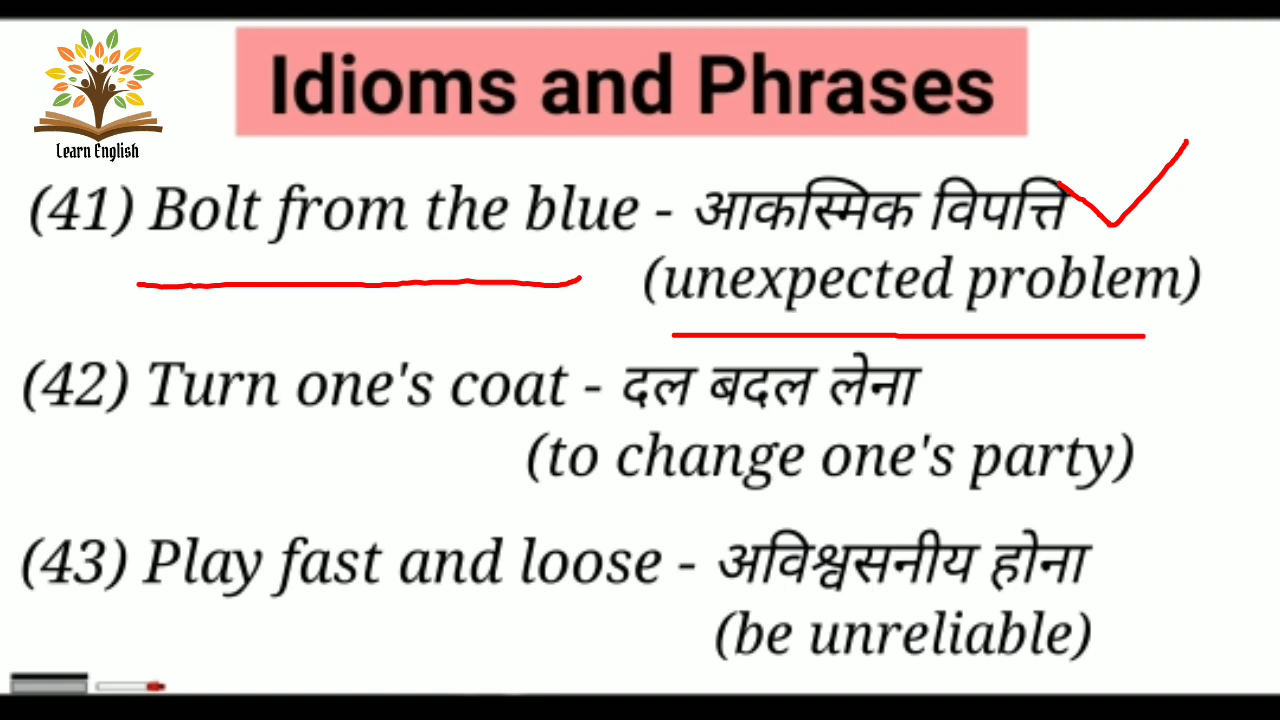 Learn English
Idioms and Phrases
(41) Bolt from the blue - आकस्मिक विपत्ति
(unexpected problem)
(42) Turn one's coat - दल बदल लेना
(to change one's party)
(43) Play fast and loose - अविश्वसनीय होना
(be unreliable)